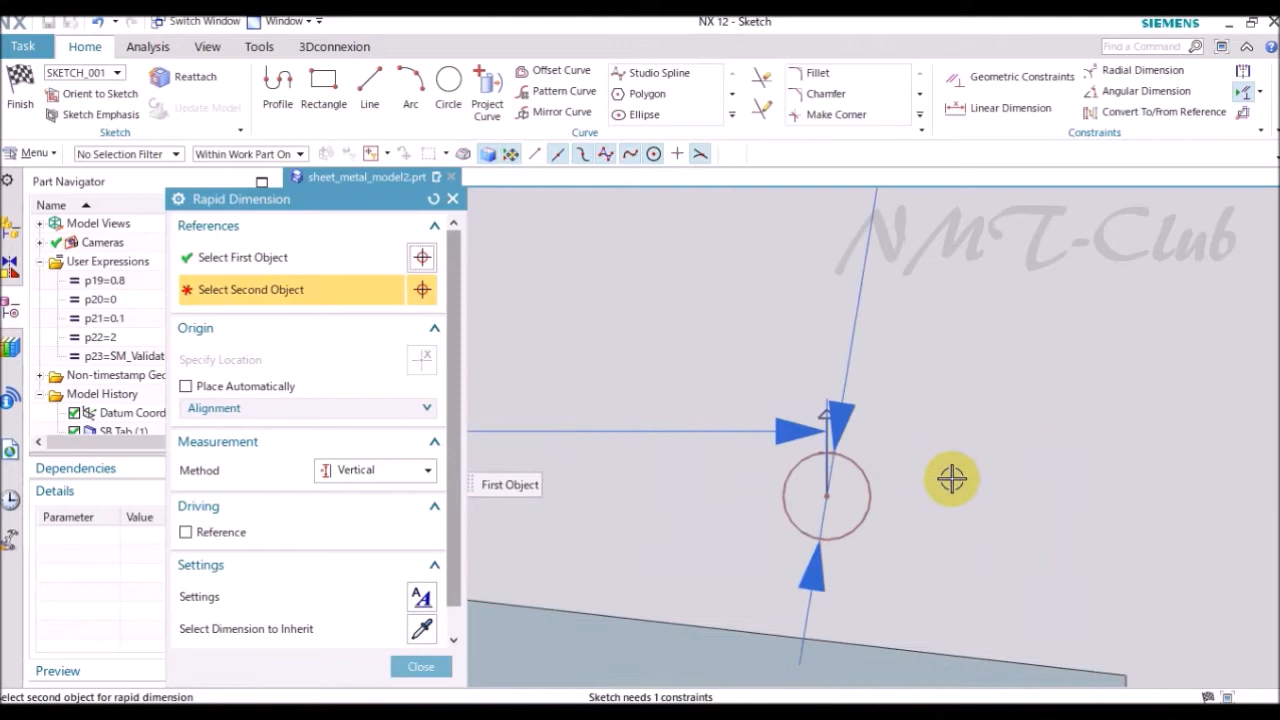 NX
Switch Window
Window
NX 12 - Sketch
SIEMENS
Task
Home
Analysis
View
Tools
3Dconnexion
Find a Command
SKETCH_001
Reattach
Finish
Orient to Sketch
Update Model
Sketch Emphasis
Sketch
Profile
Rectangle
Line
Arc
Circle
Project
Curve
Offset Curve
Pattern Curve
Mirror Curve
Studio Spline
Polygon
Ellipse
Fillet
Chamfer
Make Corner
Curve
Geometric Constraints
Linear Dimension
Radial Dimension
Angular Dimension
Convert To/From Reference
Constraints
Menu
No Selection Filter
Within Work Part On
Part Navigator
sheet_metal_model2.prt
Name
Model Views
Cameras
User Expressions
p19=0.8
p20=0
p21=0.1
p22=2
p23=SM_Validat
Non-timestamp Geo
Model History
Datum Coord
SB Tab (1)
Dependencies
Details
Parameter
Value
Preview
Rapid Dimension
References
Select First Object
Select Second Object
Origin
Specify Location
Place Automatically
Alignment
Measurement
Method
Vertical
Driving
Reference
Settings
Settings
Select Dimension to Inherit
Close
First Object
NMT-Club
elect second object for rapid dimension
Sketch needs 1 constraints